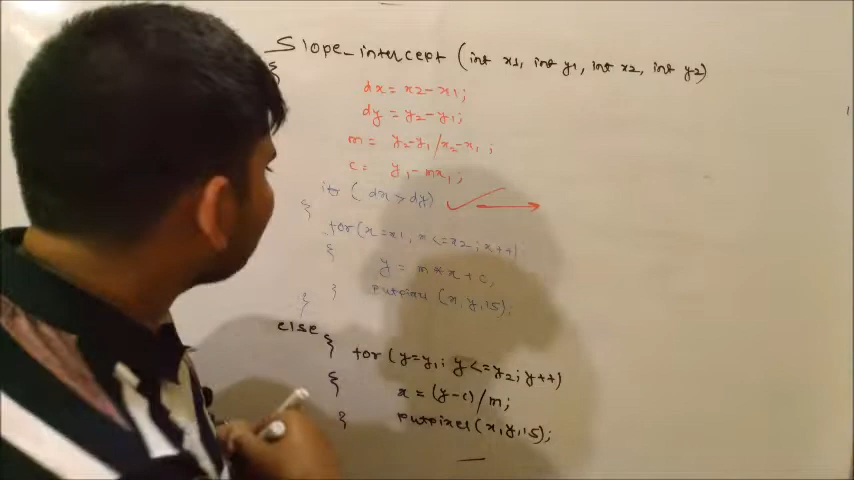 Slope_intercept (int x1, int y1, int x2, int y2)
{
dx = x2-x1;
dy = y2-y1;
m = y2-y1/x2-x1;
c = y1-mx1;
if (dx>dy)
{
for(x=x1, x<=x2; x++)
{
y = m*x+c,
} putpixel (x,y,15);
}
else {
for (y=y1; y<=y2; y++)
{ x = (y-c)/m;
} putpixel(x,y,15);